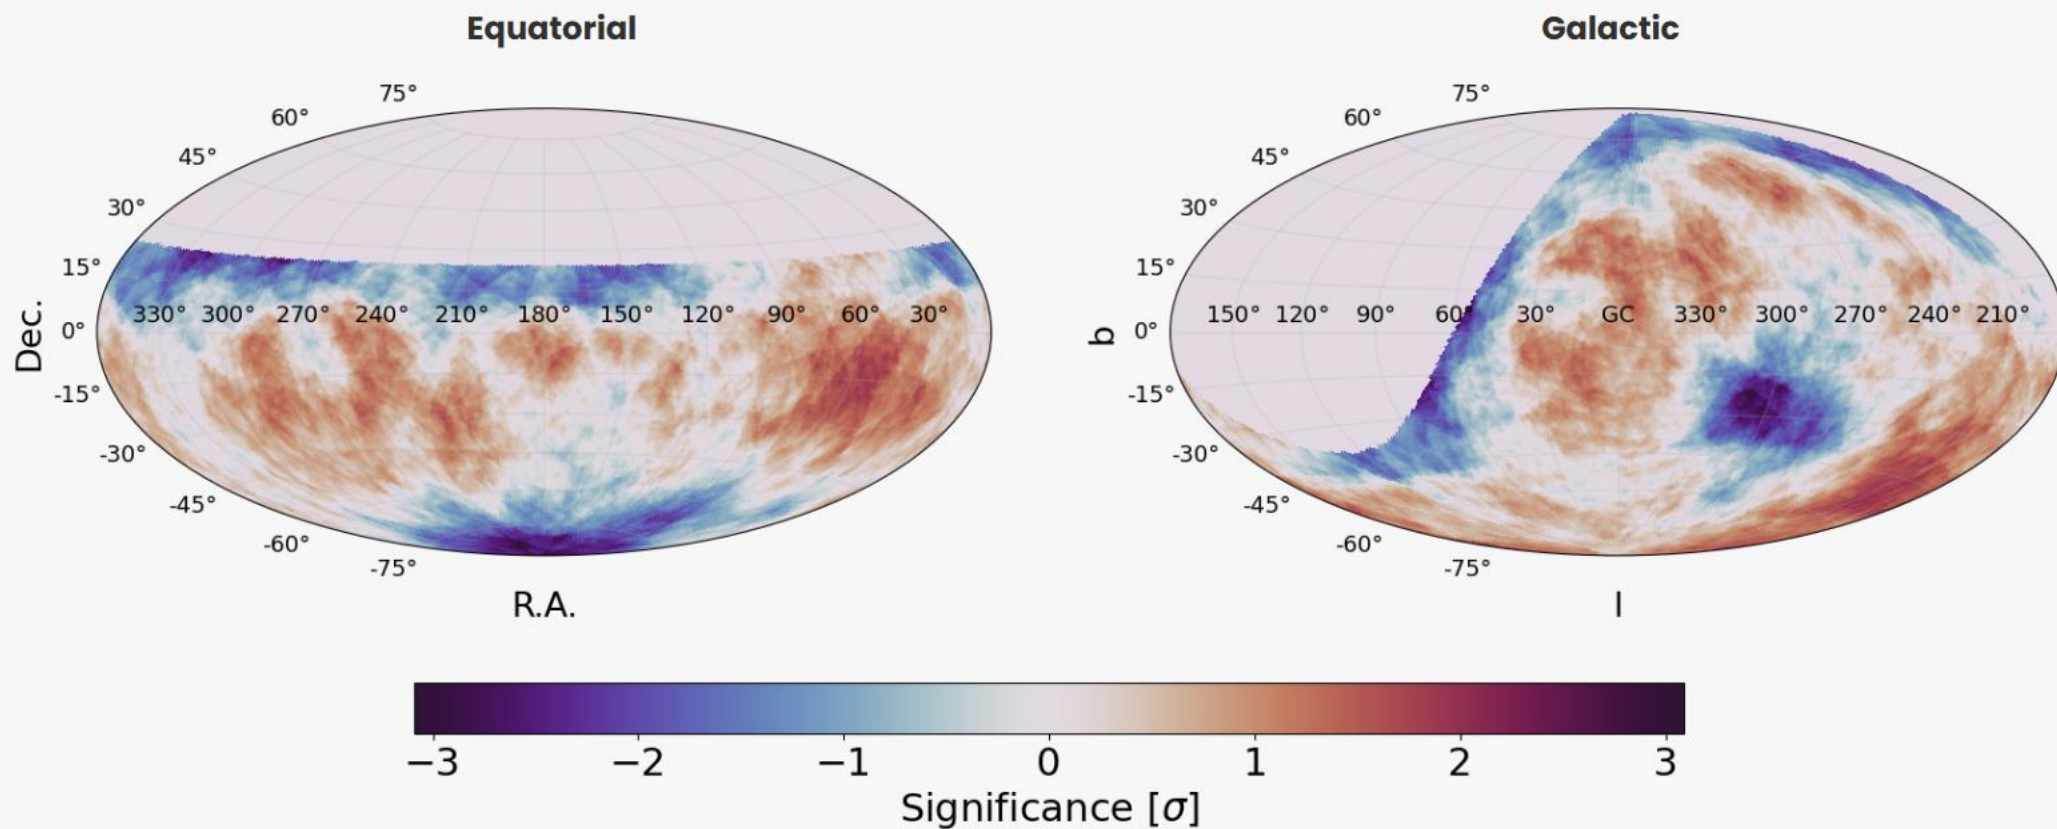 Equatorial
75°
60°
45°
30°
15°
0°
-15°
-30°
-45°
-60°
-75°
330° 300° 270° 240° 210° 180° 150° 120° 90° 60° 30°
Dec.
R.A.
Galactic
75°
60°
45°
30°
15°
0°
-15°
-30°
-45°
-60°
-75°
150° 120° 90° 60° 30° GC 330° 300° 270° 240° 210°
b
l
−3 −2 −1 0 1 2 3
Significance [σ]